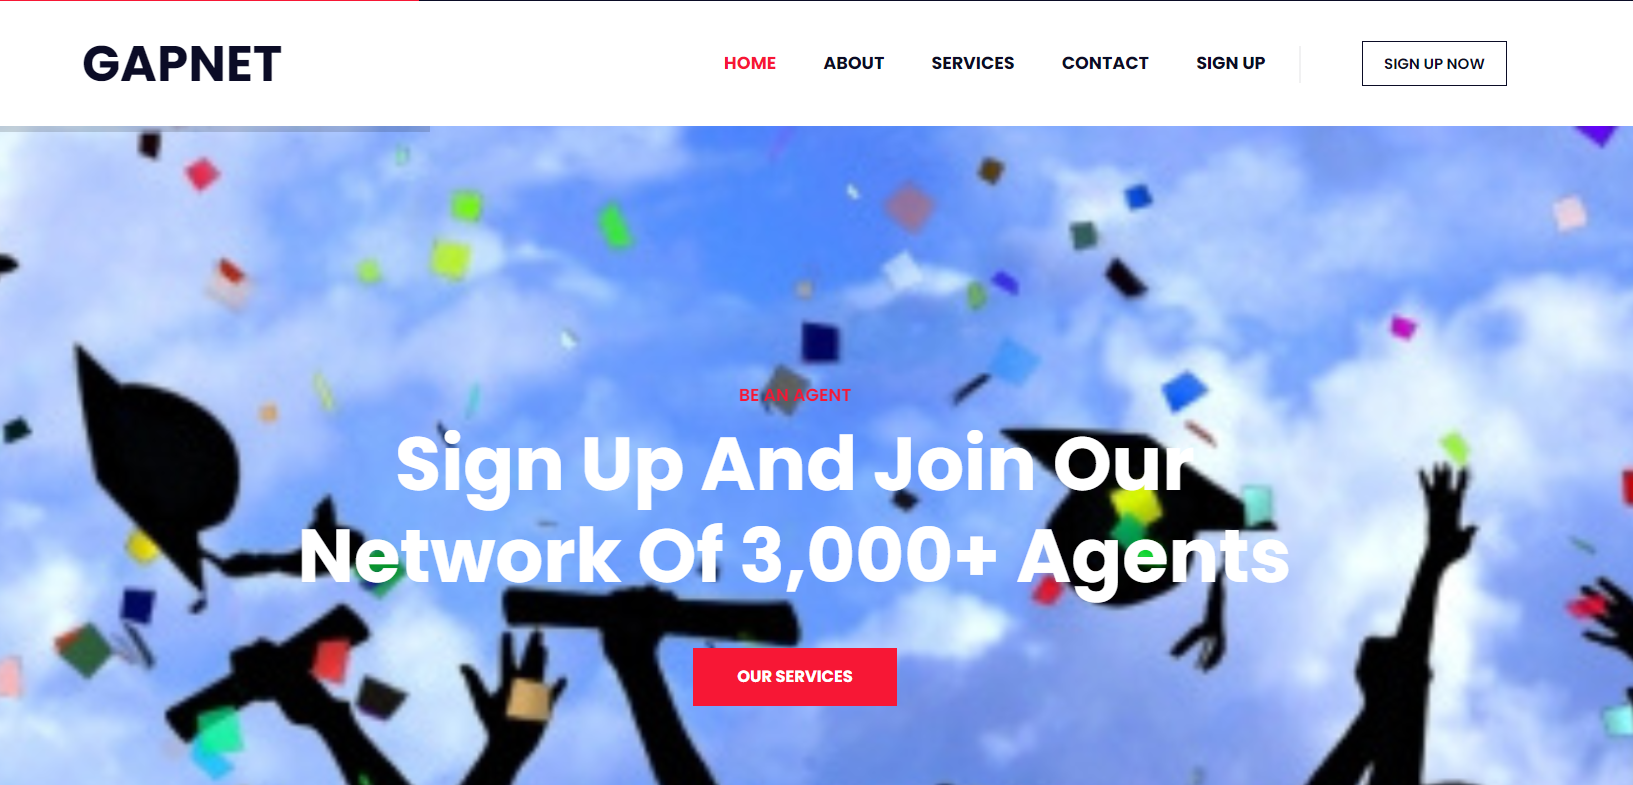 GAPNET
HOME ABOUT SERVICES CONTACT SIGN UP
SIGN UP NOW
BE AN AGENT
Sign Up And Join Our
Network Of 3,000+ Agents
OUR SERVICES